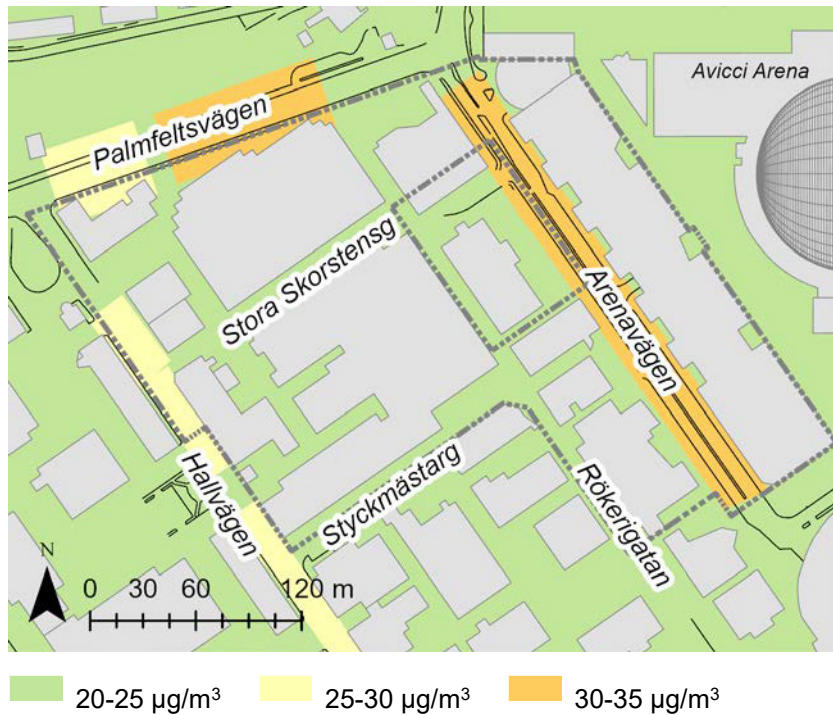 Avicci Arena
Palmfeltsvägen
Stora Skorstensg
Arenavägen
Hallvägen
Styckmästarg
Rökerigatan
N
0 30 60 120 m
20-25 µg/m³ 25-30 µg/m³ 30-35 µg/m³